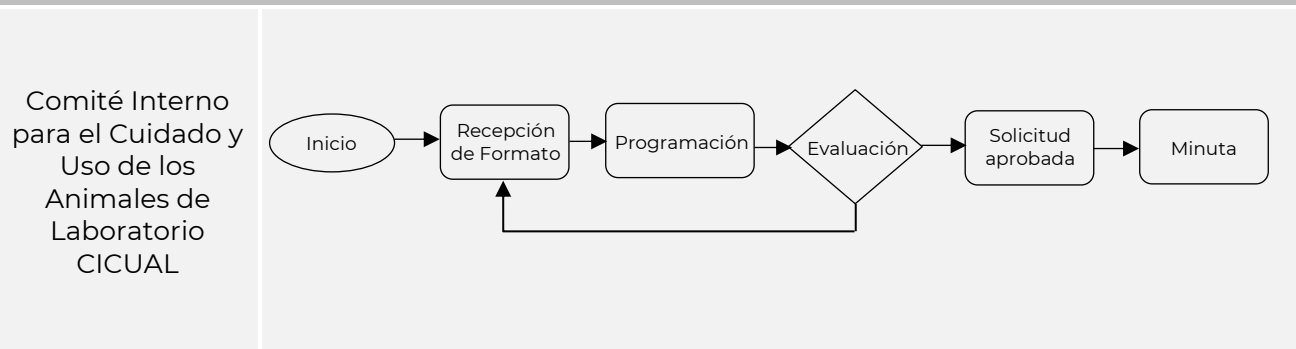 Comité Interno
para el Cuidado y
Uso de los
Animales de
Laboratorio
CICUAL
Inicio
Recepción
de Formato
Programación
Evaluación
Solicitud
aprobada
Minuta